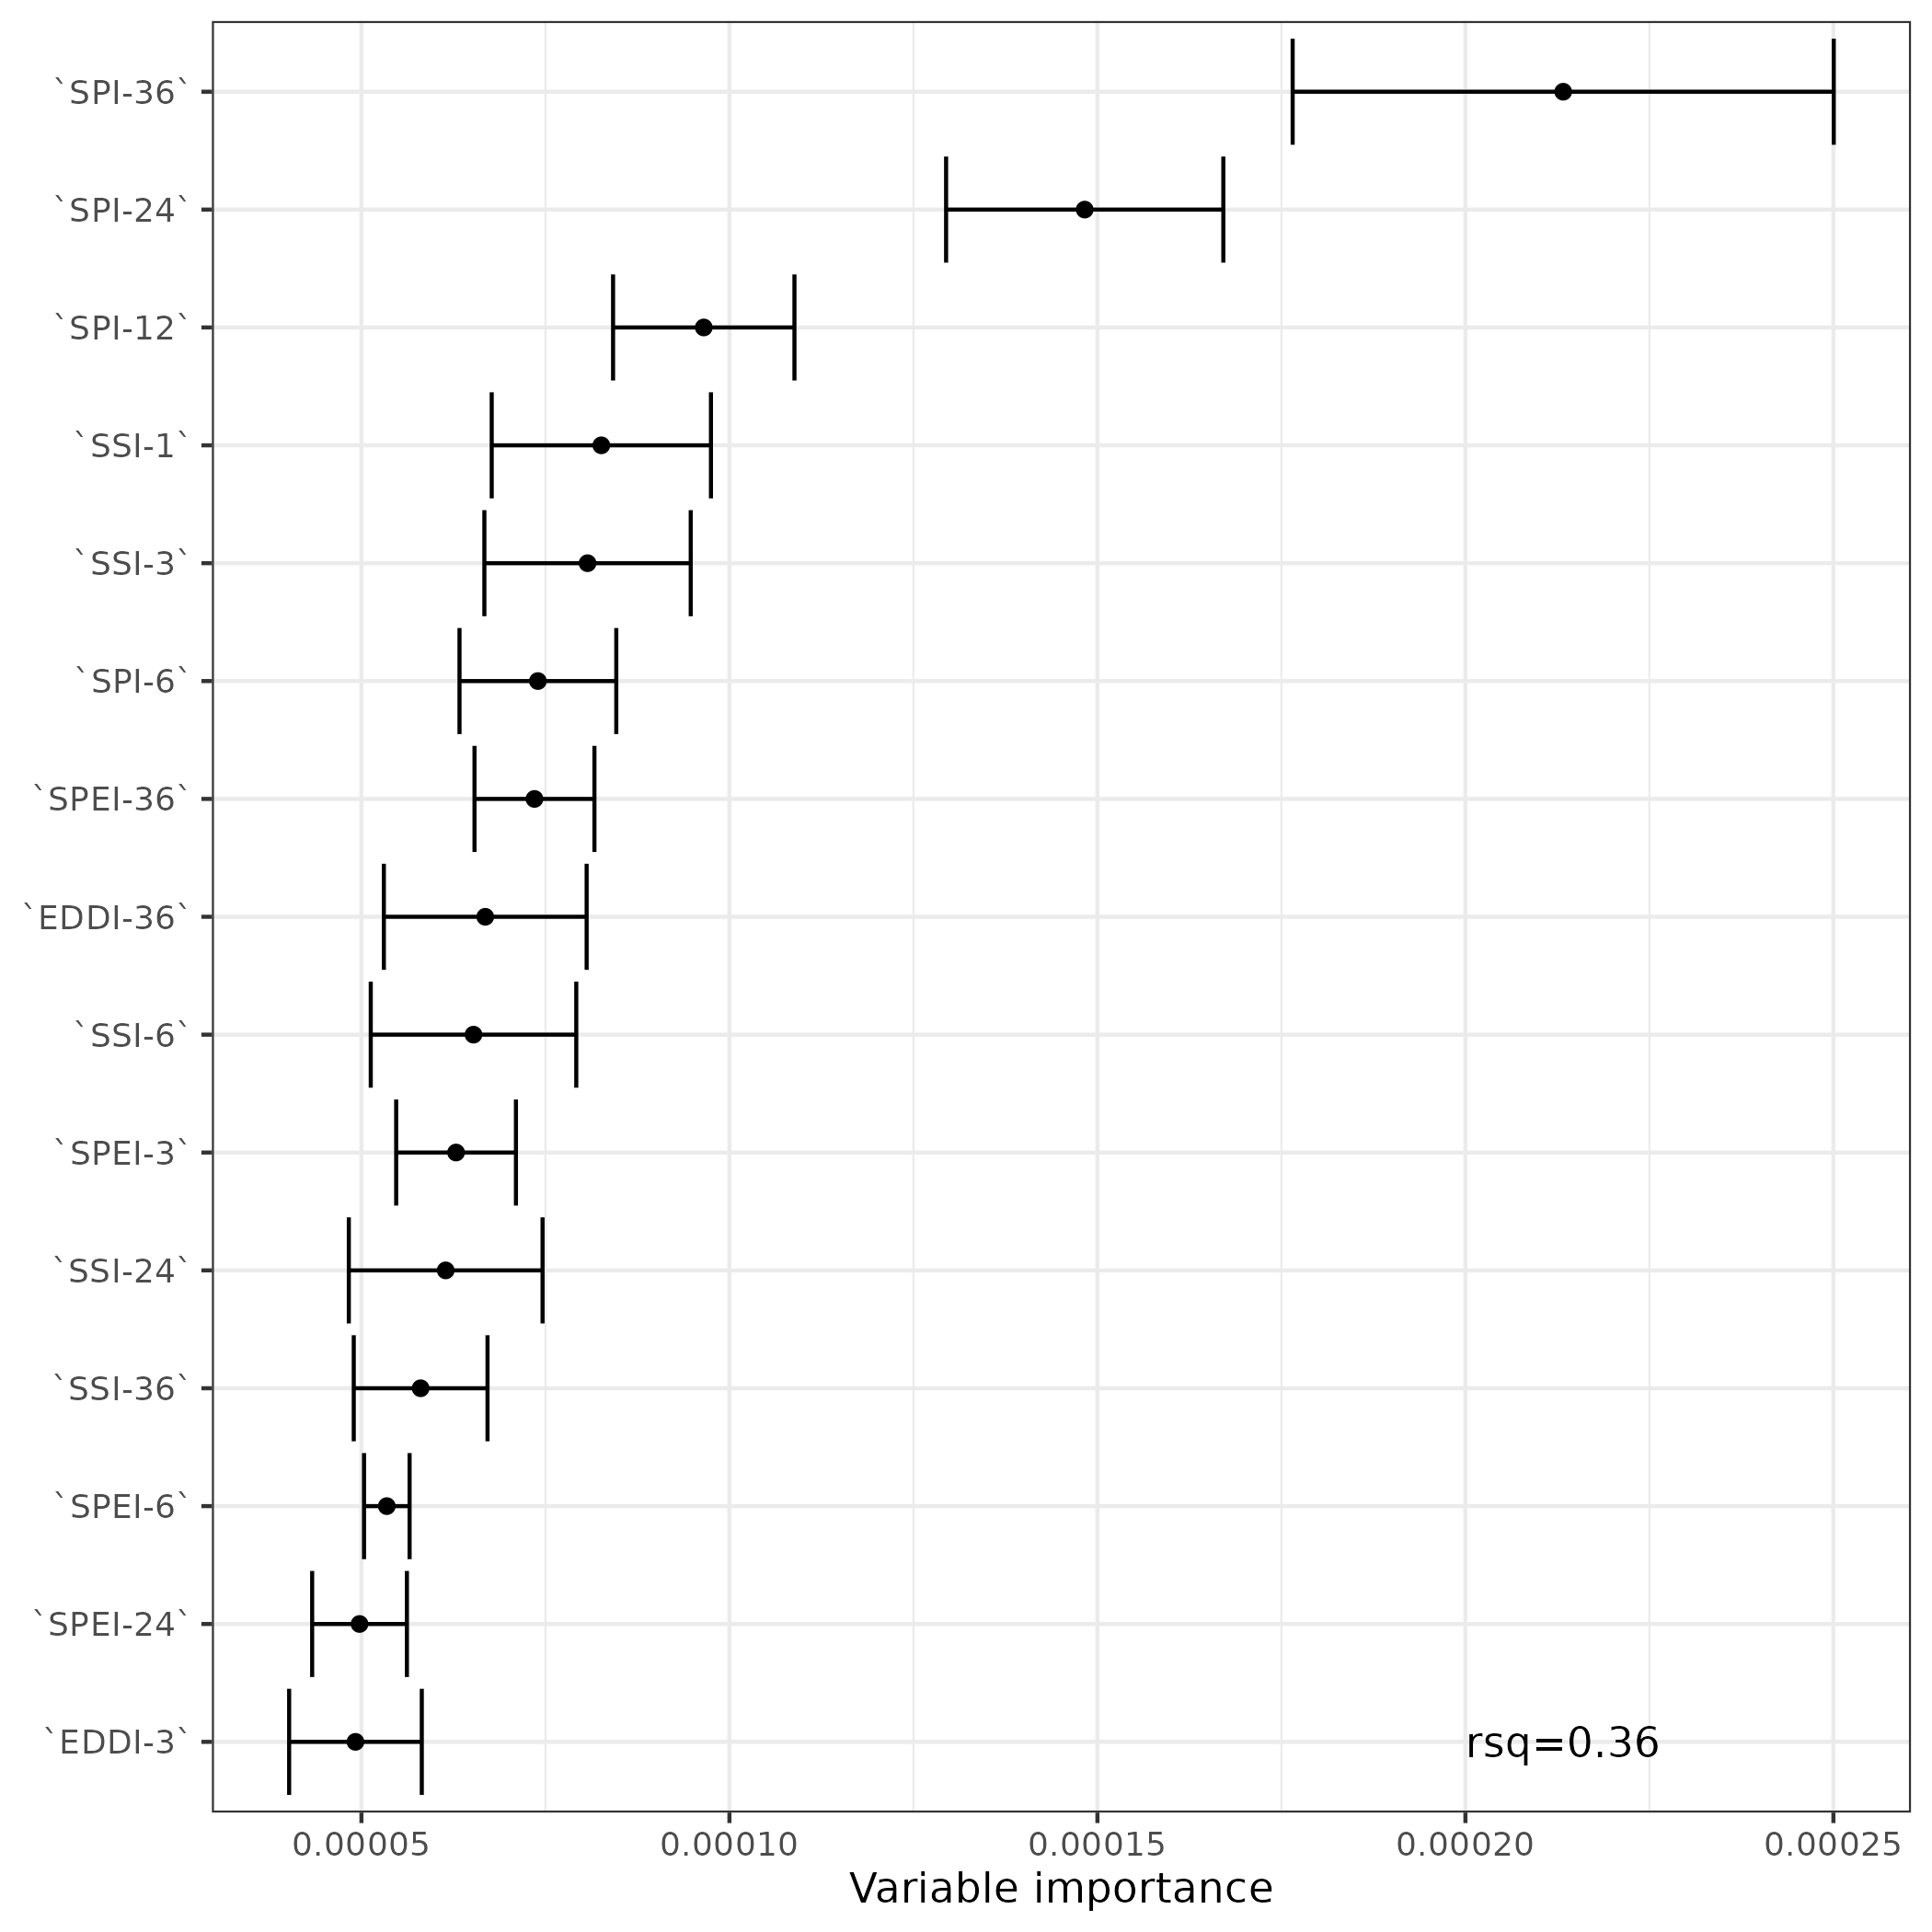 `SPI-36`
`SPI-24`
`SPI-12`
`SSI-1`
`SSI-3`
`SPI-6`
`SPEI-36`
`EDDI-36`
`SSI-6`
`SPEI-3`
`SSI-24`
`SSI-36`
`SPEI-6`
`SPEI-24`
`EDDI-3`
rsq=0.36
0.00005 0.00010 0.00015 0.00020 0.00025
Variable importance